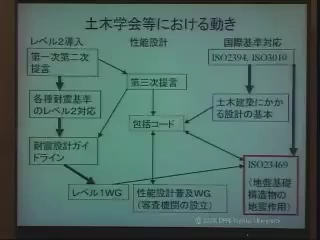 土木学会等における動き
レベル2導入
性能設計
国際基準対応
第一次第二次
提言
第三次提言
ISO2394, ISO3010
各種耐震基準
のレベル2対応
包括コード
土木建築にかか
る設計の基本
耐震設計ガイ
ドライン
レベル1WG
性能設計普及WG
(審査機関の設立)
ISO23469
(地盤基礎
構造物の
地震作用)